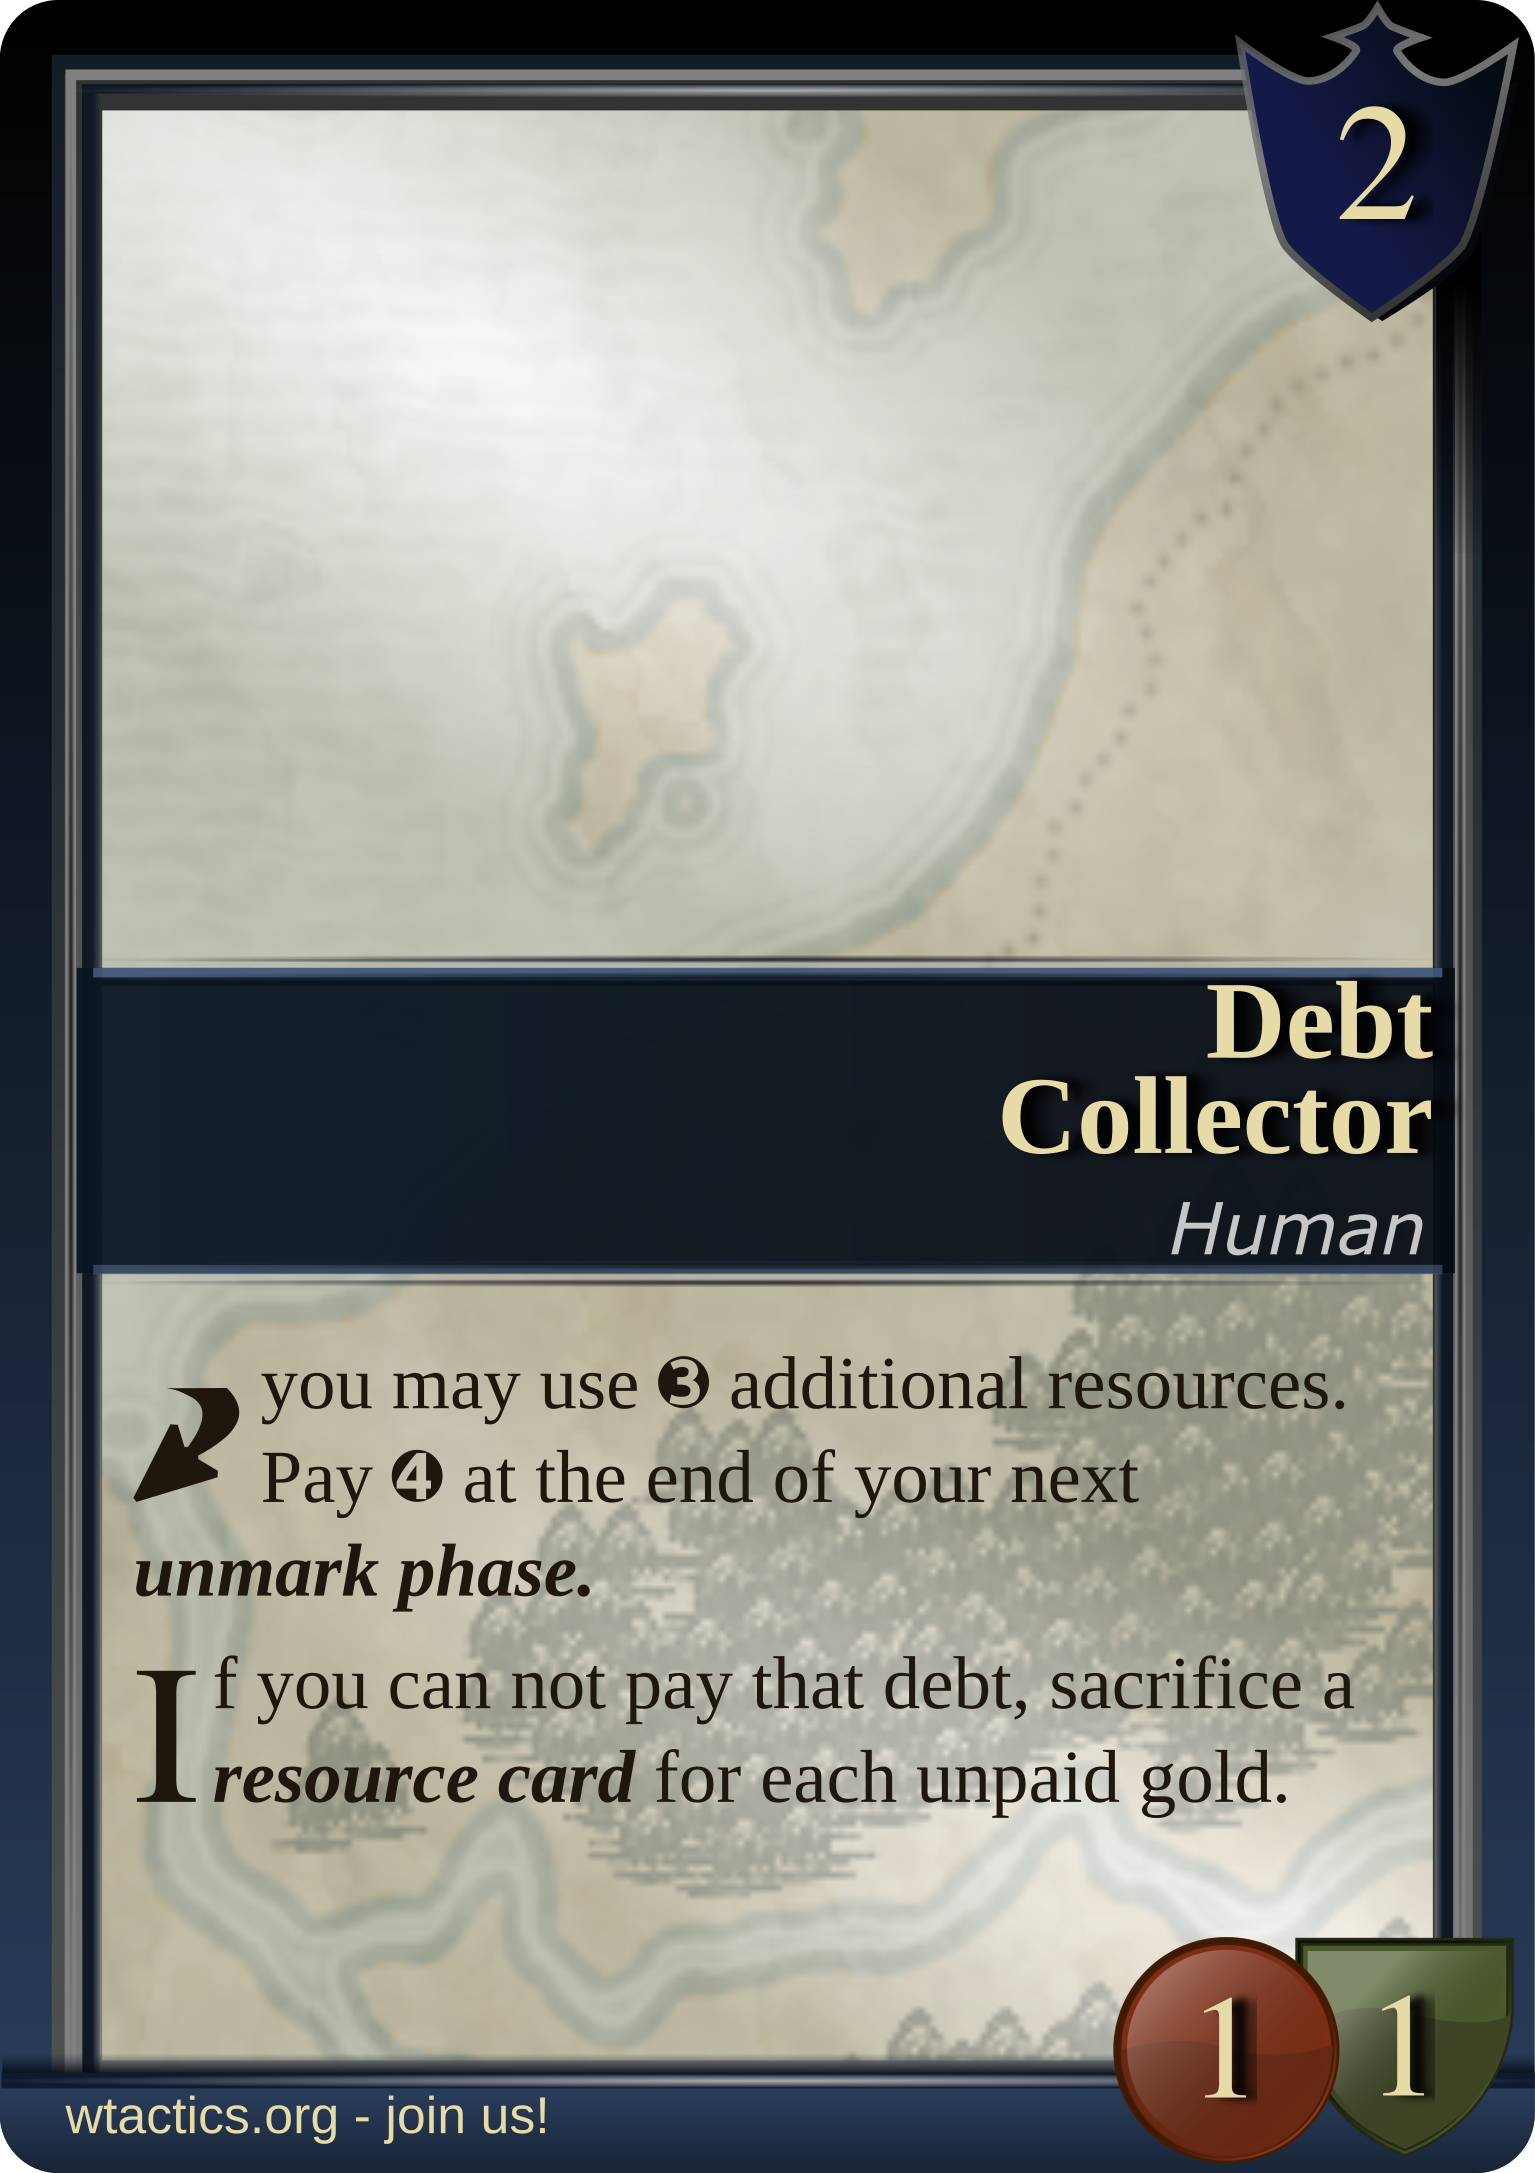 2
Debt
Collector
Human
you may use ❸ additional resources.
Pay ❹ at the end of your next
unmark phase.
If you can not pay that debt, sacrifice a
resource card for each unpaid gold.
1 1
wtactics.org - join us!